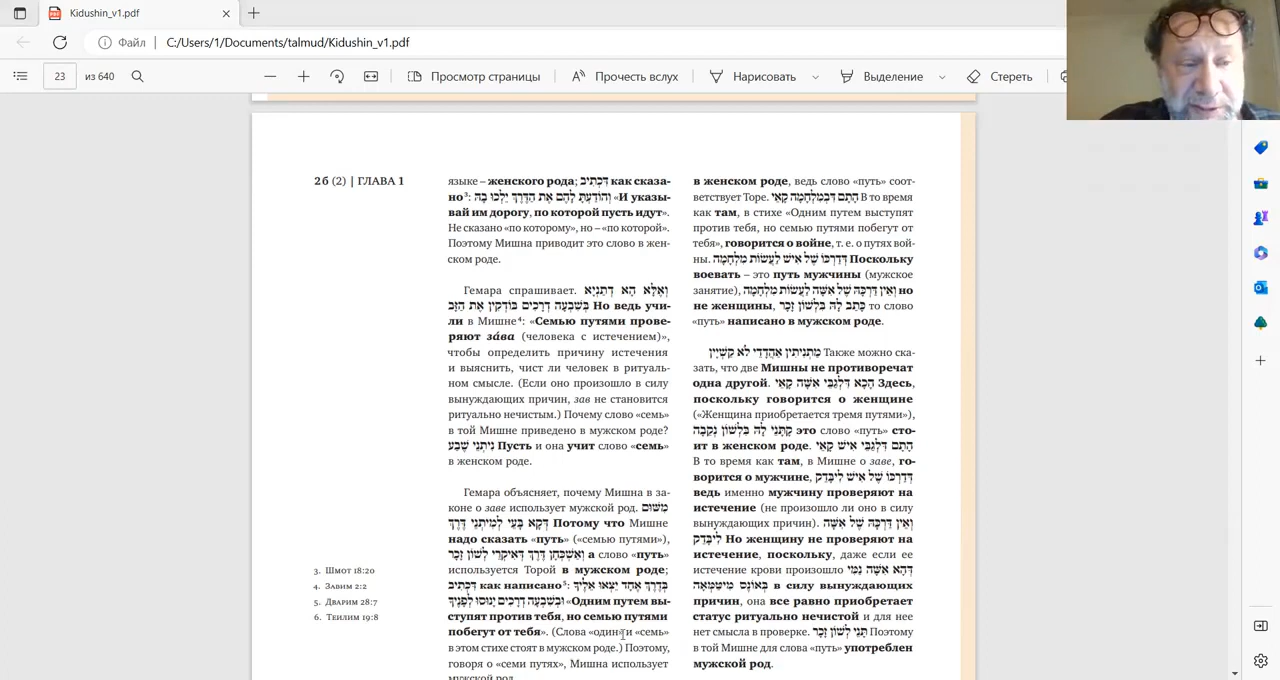 Kidushin_v1.pdf
Файл
C:/Users/1/Documents/talmud/Kidushin_v1.pdf
23
из 640
Просмотр страницы
Прочесть вслух
Нарисовать
Выделение
Стереть
2б (2) | ГЛАВА 1
языке – женского рода; דִּכְתִיב как сказа-
но³: וְהוֹדַעְתָּ לָהֶם אֶת הַדֶּרֶךְ יֵלְכוּ בָהּ «И указы-
вай им дорогу, по которой пусть идут».
Не сказано «по которому», но – «по которой».
Поэтому Мишна приводит это слово в жен-
ском роде.
Гемара спрашивает. וְאֶלָּא הָא דִּתְנַיָּא
בְּשִׁבְעָה דְרָכִים בּוֹדְקִין אֶת הַזָּב Но ведь учи-
ли в Мишне⁴: «Семью путями прове-
ряют зáва (человека с истечением)»,
чтобы определить причину истечения
и выяснить, чист ли человек в ритуаль-
ном смысле. (Если оно произошло в силу
вынуждающих причин, зав не становится
ритуально нечистым.) Почему слово «семь»
в той Мишне приведено в мужском роде?
נִיתְנֵי שֶׁבַע Пусть и она учит слово «семь»
в женском роде.
Гемара объясняет, почему Мишна в за-
коне о заве использует мужской род. מִשּׁוּם
דְּקָא בָּעֵי לְמִיתְנֵי דֶּרֶךְ Потому что Мишне
надо сказать «путь» («семью путями»),
וְאַשְׁכְּחַן דֶּרֶךְ דְּאִיקְּרִי לְשׁוֹן זָכָר а слово «путь»
используется Торой в мужском роде;
דִּכְתִיב как написано⁵: בְּדֶרֶךְ אֶחָד יֵצְאוּ אֵלֶיךָ
וּבְשִׁבְעָה דְרָכִים יָנוּסוּ לְפָנֶיךָ «Одним путем вы-
ступят против тебя, но семью путями
побегут от тебя». (Слова «один» и «семь»
в этом стихе стоят в мужском роде.) Поэтому,
говоря о «семи путях», Мишна использует
мужской род.
3. Шмот 18:20
4. Завим 2:2
5. Дварим 28:7
6. Теилим 19:8
в женском роде, ведь слово «путь» соот-
ветствует Торе. הָתָם דִּבְמִלְחָמָה קָאֵי В то время
как там, в стихе «Одним путем выступят
против тебя, но семью путями побегут от
тебя», говорится о войне, т. е. о путях вой-
ны. דְּדַרְכּוֹ שֶׁל אִישׁ לַעֲשׂוֹת מִלְחָמָה Поскольку
воевать – это путь мужчины (мужское
занятие), וְאֵין דַּרְכָּהּ שֶׁל אִשָּׁה לַעֲשׂוֹת מִלְחָמָה но
не женщины, כָּתַב לָהּ בִּלְשׁוֹן זָכָר то слово
«путь» написано в мужском роде.
מַתְנִיתִין אַהֲדָדֵי לֹא קַשְׁיָין Также можно ска-
зать, что две Мишны не противоречат
одна другой. הָכָא דִּלְגַבֵּי אִשָּׁה קָאֵי Здесь,
поскольку говорится о женщине
(«Женщина приобретается тремя путями»),
קָתָנֵי לָהּ בִּלְשׁוֹן נְקֵבָה это слово «путь» сто-
ит в женском роде. הָתָם דִּלְגַבֵּי אִישׁ קָאֵי
В то время как там, в Мишне о заве, го-
ворится о мужчине, דְּדַרְכּוֹ שֶׁל אִישׁ לִיבָּדֵק
ведь именно мужчину проверяют на
истечение (не произошло ли оно в силу
вынуждающих причин). וְאֵין דַּרְכָּהּ שֶׁל אִשָּׁה
לִיבָּדֵק Но женщину не проверяют на
истечение, поскольку, даже если ее
истечение крови произошло דְּהָא אִשָּׁה נַמֵי
בְּאוֹנֶס מִיטַּמְּאָה в силу вынуждающих
причин, она все равно приобретает
статус ритуально нечистой и для нее
нет смысла в проверке. תָּנֵי לְשׁוֹן זָכָר Поэтому
в той Мишне для слова «путь» употреблен
мужской род.